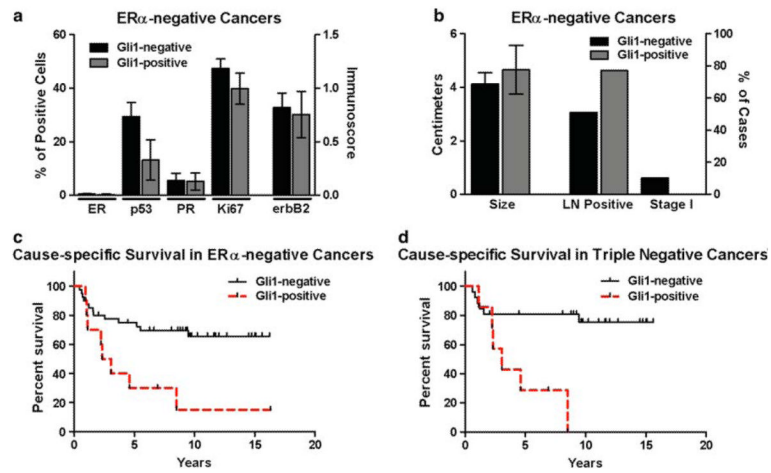 a
ERα-negative Cancers
Gli1-negative
Gli1-positive
% of Positive Cells
60
40
20
0
Immunoscore
1.5
1.0
0.5
0.0
ER p53 PR Ki67 erbB2
b
ERα-negative Cancers
Gli1-negative
Gli1-positive
Centimeters
6
4
2
0
% of Cases
100
80
60
40
20
0
Size LN Positive Stage I
c
Cause-specific Survival in ERα-negative Cancers
Gli1-negative
Gli1-positive
Percent survival
100
80
60
40
20
0
0 5 10 15 20
Years
d
Cause-specific Survival in Triple Negative Cancers
Gli1-negative
Gli1-positive
Percent survival
100
80
60
40
20
0
0 5 10 15 20
Years